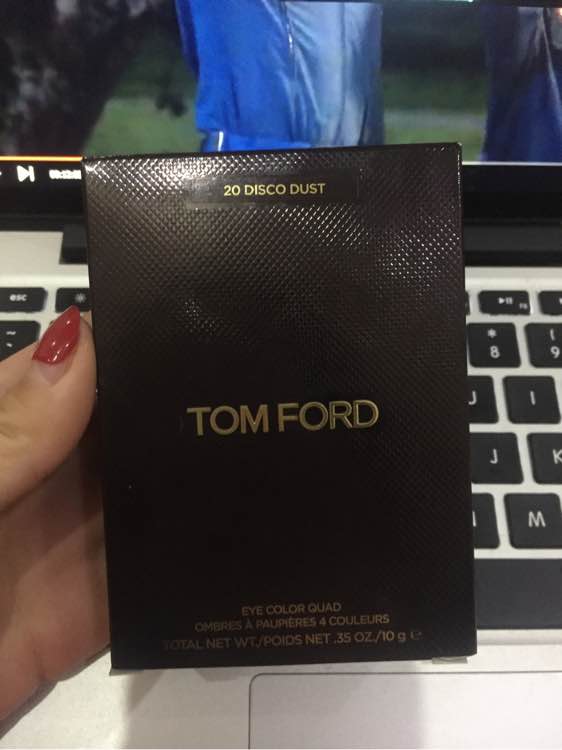 20 DISCO DUST
TOM FORD
EYE COLOR QUAD
OMBRES À PAUPIÈRES 4 COULEURS
TOTAL NET WT./POIDS NET .35 OZ./10 g ℮
esc
~
*
8
(
9
U
I
J
K
M
F8